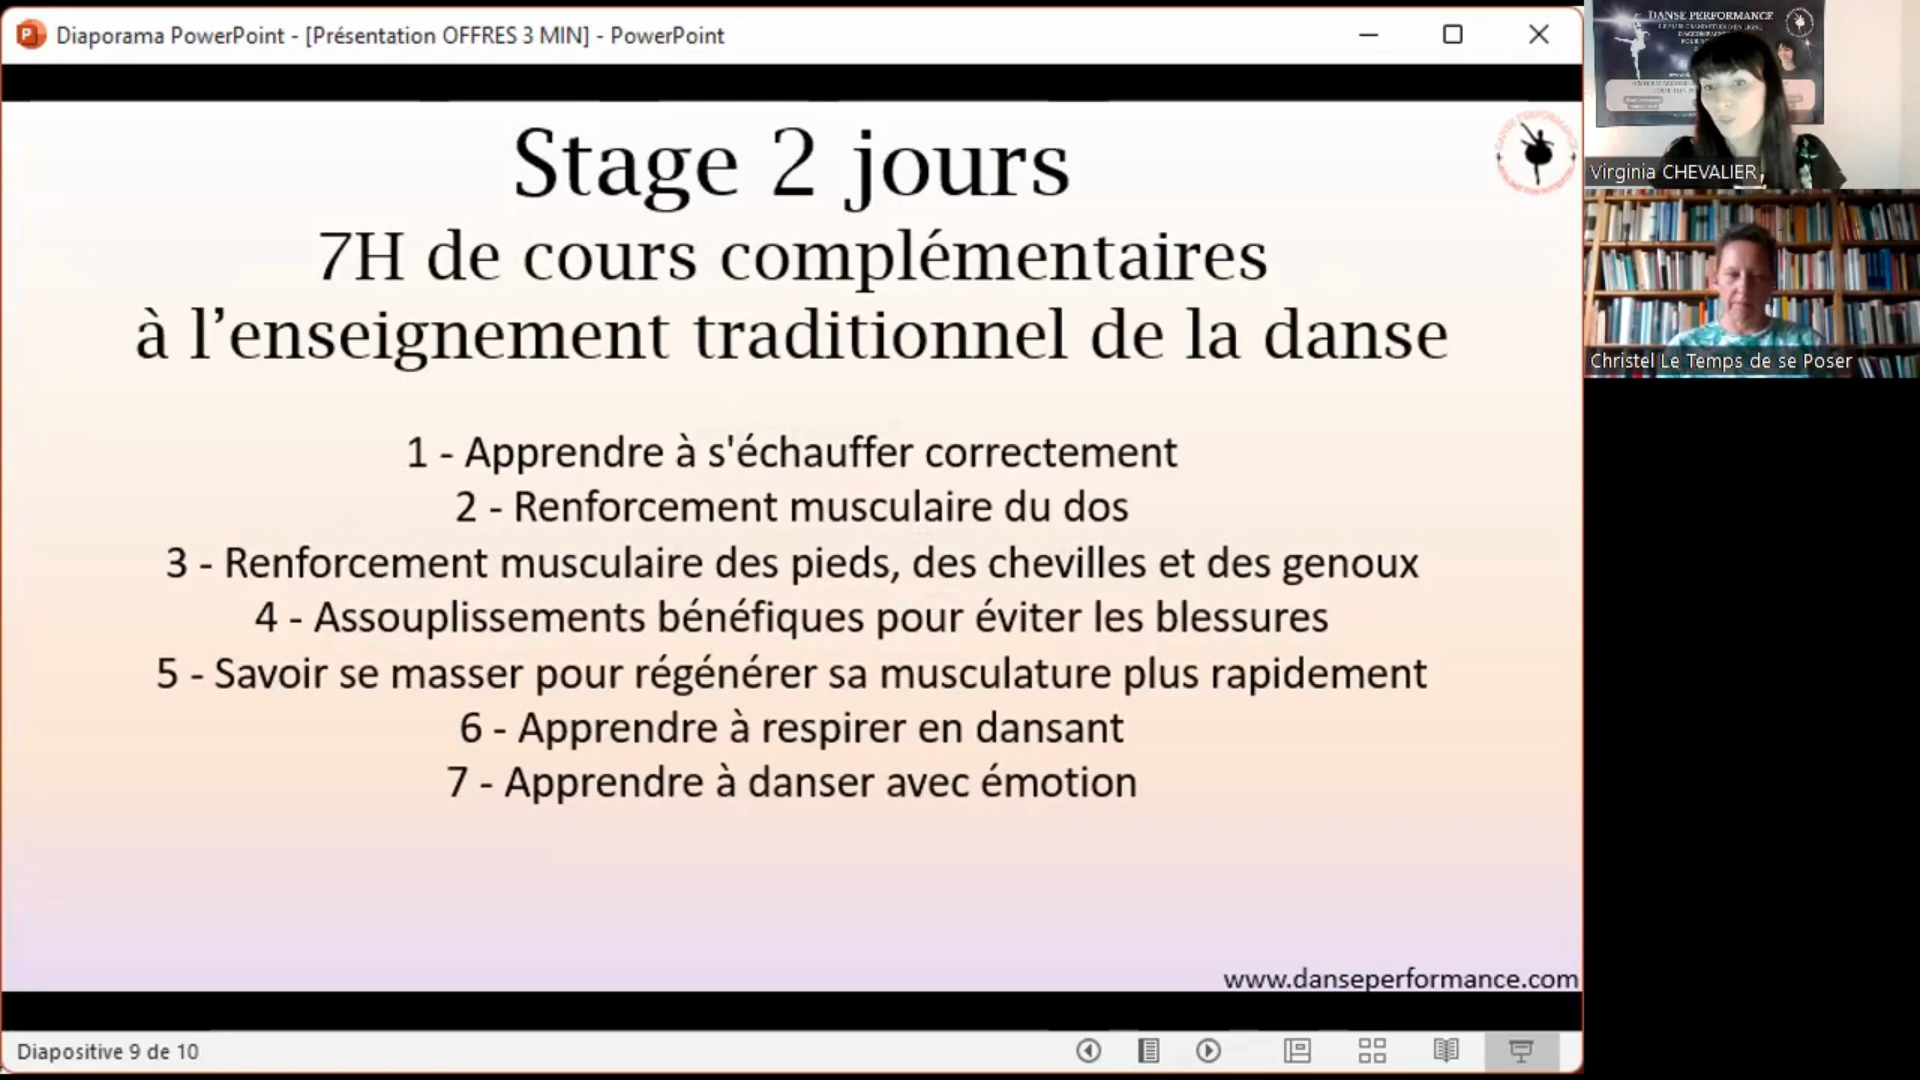 Diaporama PowerPoint - [Présentation OFFRES 3 MIN] - PowerPoint
Stage 2 jours
7H de cours complémentaires
à l’enseignement traditionnel de la danse
1 - Apprendre à s'échauffer correctement
2 - Renforcement musculaire du dos
3 - Renforcement musculaire des pieds, des chevilles et des genoux
4 - Assouplissements bénéfiques pour éviter les blessures
5 - Savoir se masser pour régénérer sa musculature plus rapidement
6 - Apprendre à respirer en dansant
7 - Apprendre à danser avec émotion
www.danseperformance.com
Diapositive 9 de 10
DANSE PERFORMANCE
Virginia CHEVALIER
Christel Le Temps de se Poser